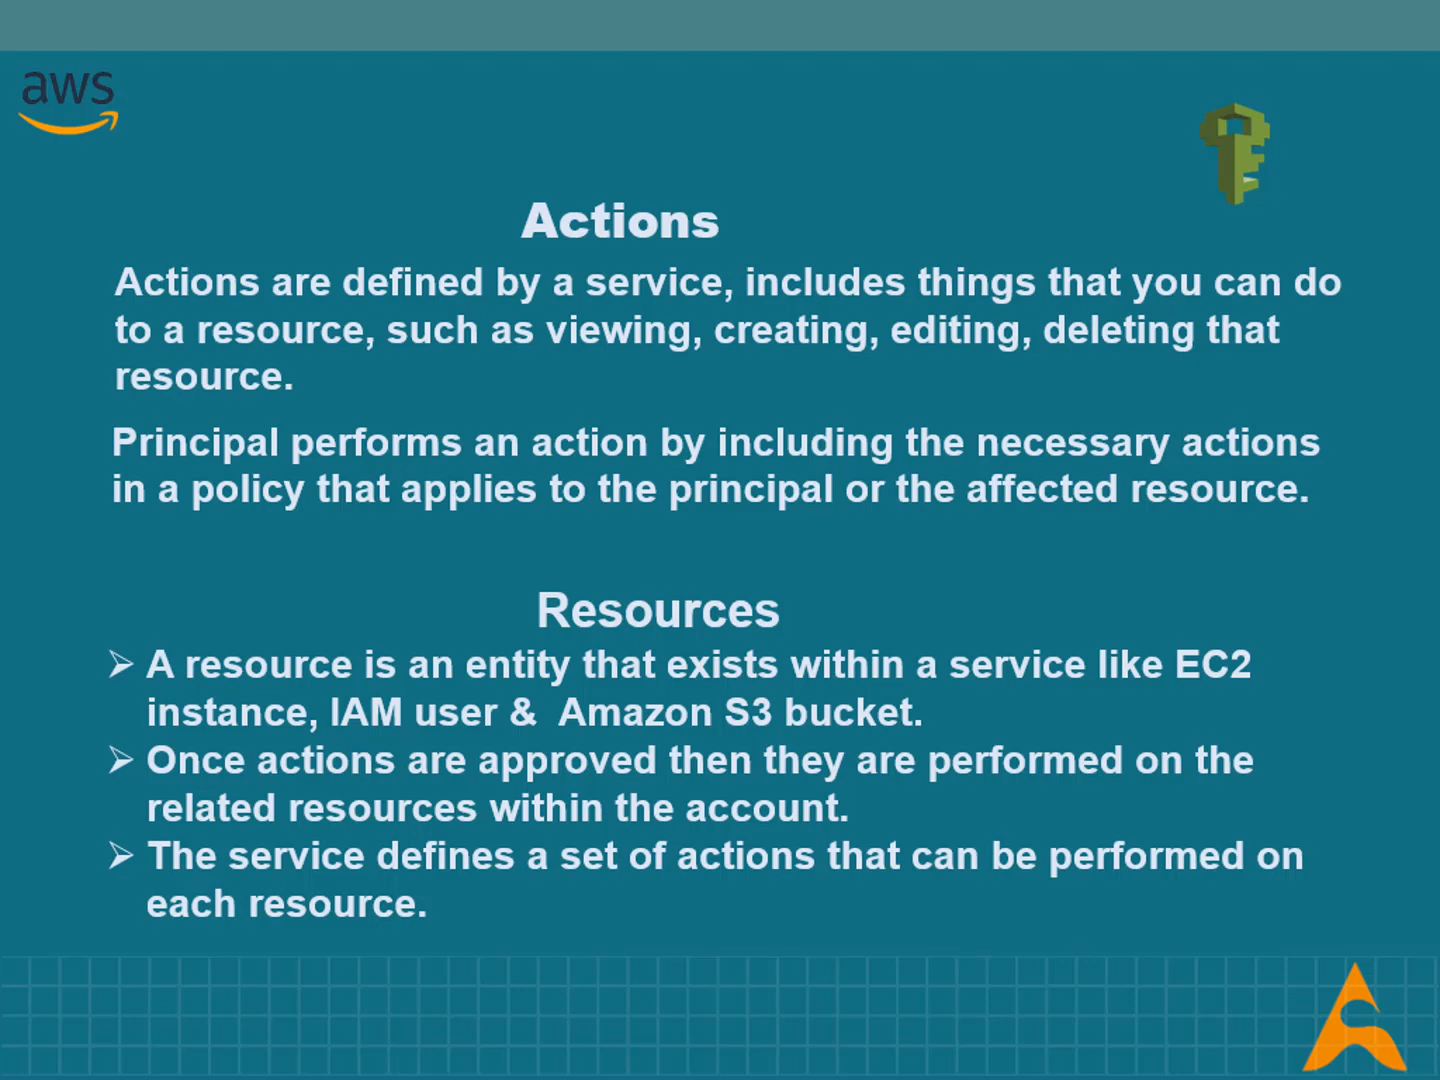 aws
Actions
Actions are defined by a service, includes things that you can do
to a resource, such as viewing, creating, editing, deleting that
resource.
Principal performs an action by including the necessary actions
in a policy that applies to the principal or the affected resource.
Resources
➢ A resource is an entity that exists within a service like EC2
instance, IAM user & Amazon S3 bucket.
➢ Once actions are approved then they are performed on the
related resources within the account.
➢ The service defines a set of actions that can be performed on
each resource.